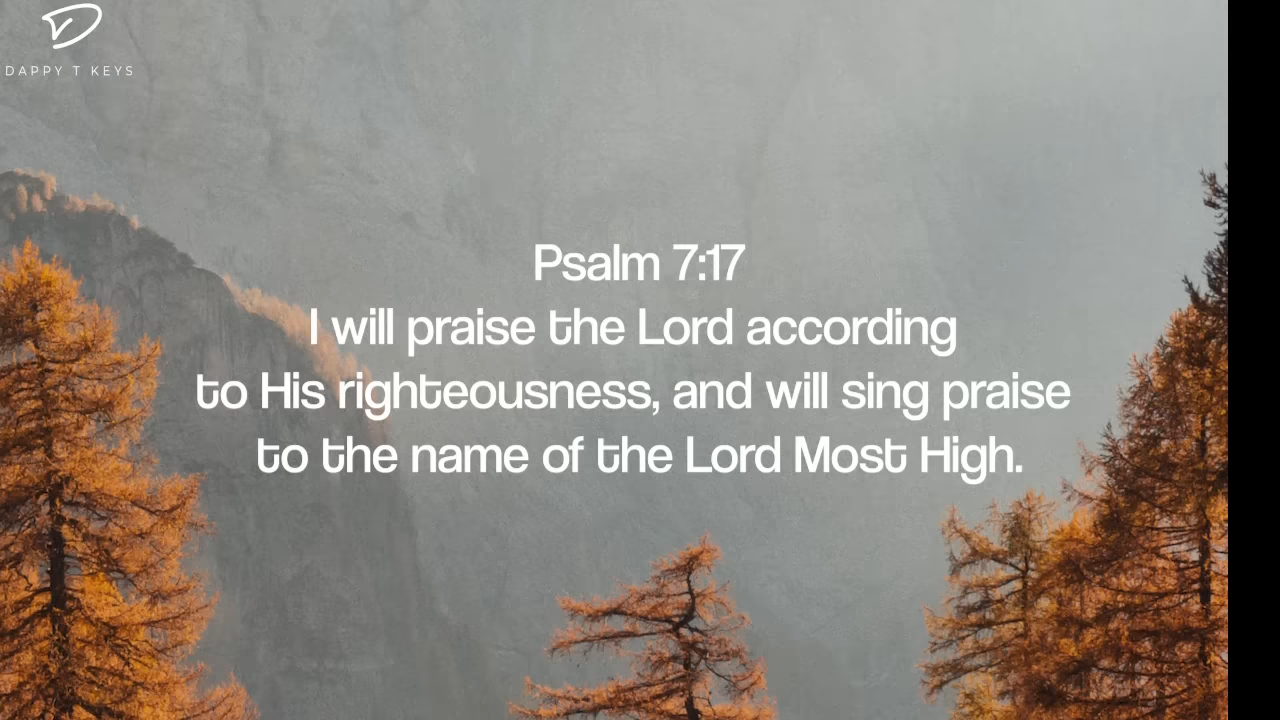 DAPPY T KEYS
Psalm 7:17
I will praise the Lord according
to His righteousness, and will sing praise
to the name of the Lord Most High.